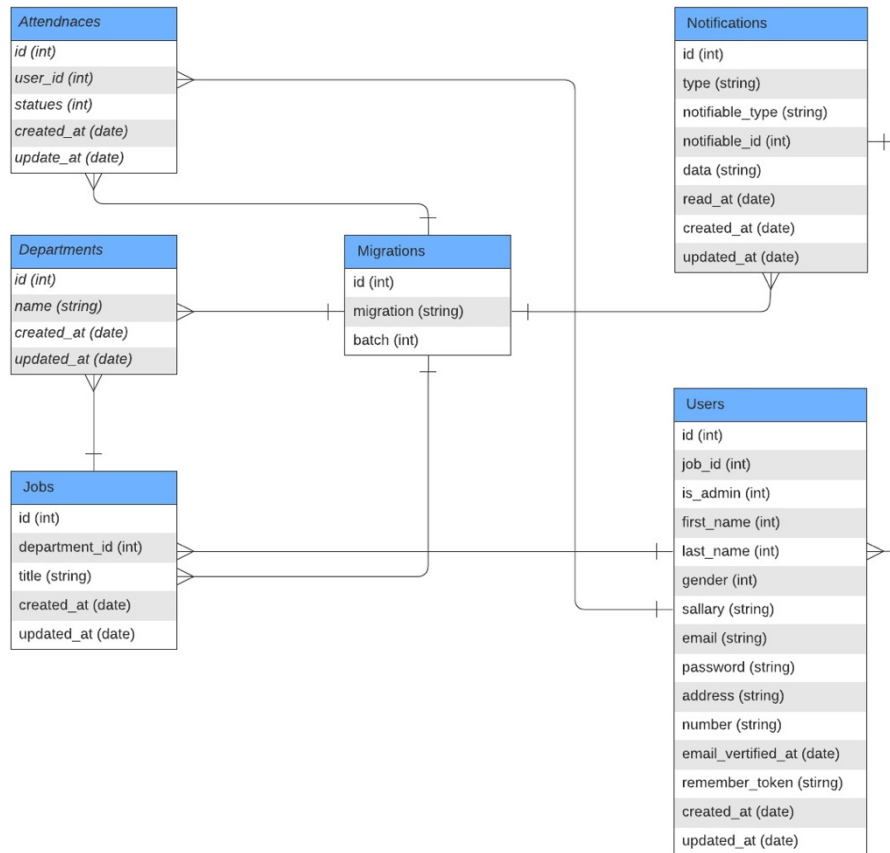 Attendnaces
id (int)
user_id (int)
statues (int)
created_at (date)
update_at (date)
Notifications
id (int)
type (string)
notifiable_type (string)
notifiable_id (int)
data (string)
read_at (date)
created_at (date)
updated_at (date)
Departments
id (int)
name (string)
created_at (date)
updated_at (date)
Migrations
id (int)
migration (string)
batch (int)
Jobs
id (int)
department_id (int)
title (string)
created_at (date)
updated_at (date)
Users
id (int)
job_id (int)
is_admin (int)
first_name (int)
last_name (int)
gender (int)
sallary (string)
email (string)
password (string)
address (string)
number (string)
email_vertified_at (date)
remember_token (stirng)
created_at (date)
updated_at (date)